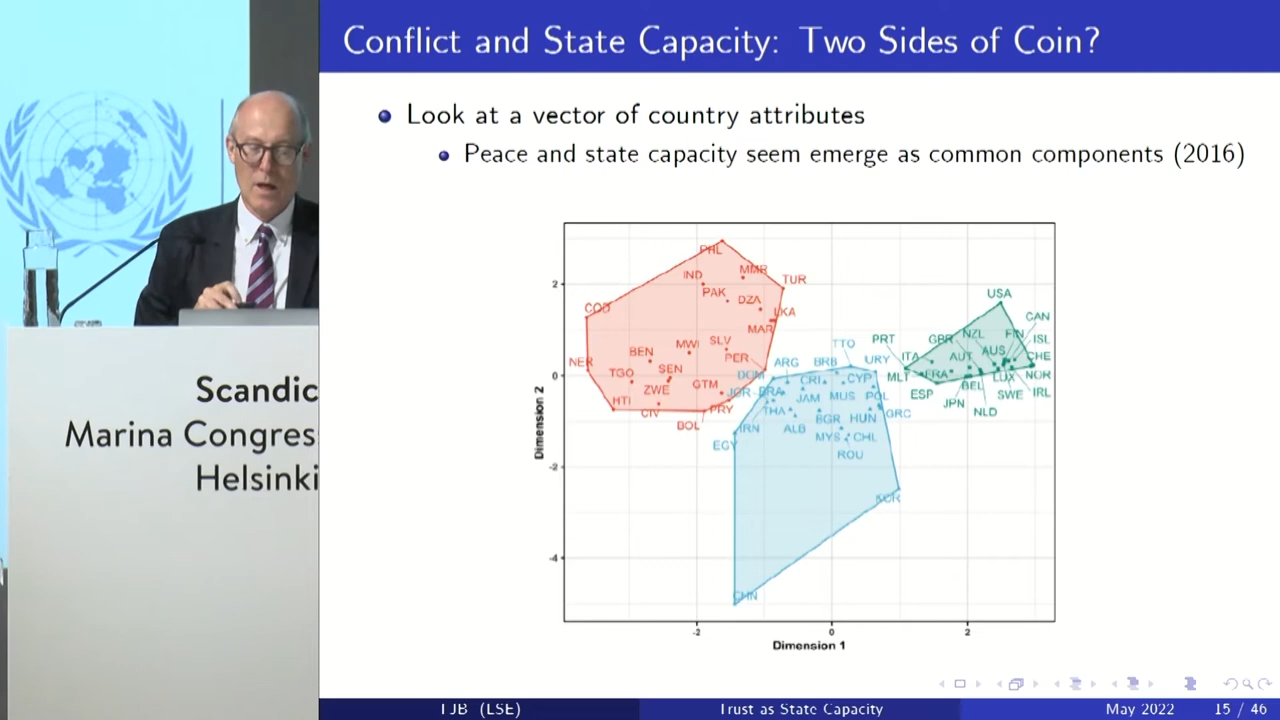 Conflict and State Capacity: Two Sides of Coin?
Look at a vector of country attributes
Peace and state capacity seem emerge as common components (2016)
Scandic
Marina Congres
Helsinki
PHL
IND
MMR
TUR
PAK
DZA
COD
LKA
MAR
SLV
MWI
BEN
PER
NER
TGO
SEN
DOM
ZWE
GTM
HTI
CIV
PRY
BOL
JOR
BRA
ARG
BRB
TTO
URY
CRI
CYP
JAM
MUS
POL
THA
IRN
ALB
BGR
HUN
GRC
EGY
MYS
CHL
ROU
KOR
CHN
USA
CAN
PRT
GBR
NZL
FIN
ISL
ITA
AUT
AUS
CHE
MLT
FRA
BEL
LUX
NOR
ESP
JPN
NLD
SWE
IRL
2
0
-2
-4
Dimension 2
-2 0 2
Dimension 1
TJB (LSE) Trust as State Capacity May 2022 15 / 46